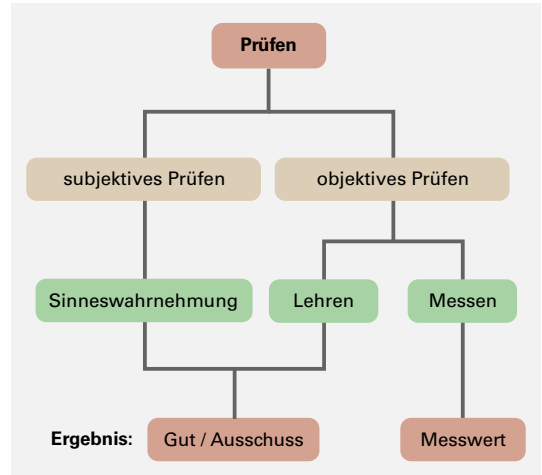 Prüfen
subjektives Prüfen
objektives Prüfen
Sinneswahrnehmung
Lehren
Messen
Ergebnis:
Gut / Ausschuss
Messwert